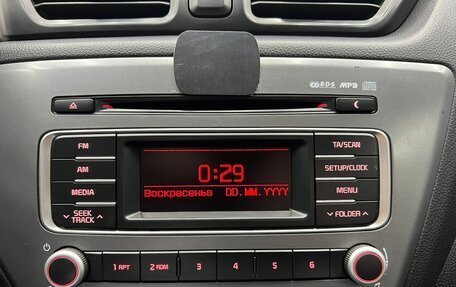 RDS MP3
FM
AM
MEDIA
SEEK
TRACK
0:29
Воскресенье DD.MM.YYYY
TA/SCAN
SETUP/CLOCK
MENU
FOLDER
1 RPT
2 RDM
3
4
5
6